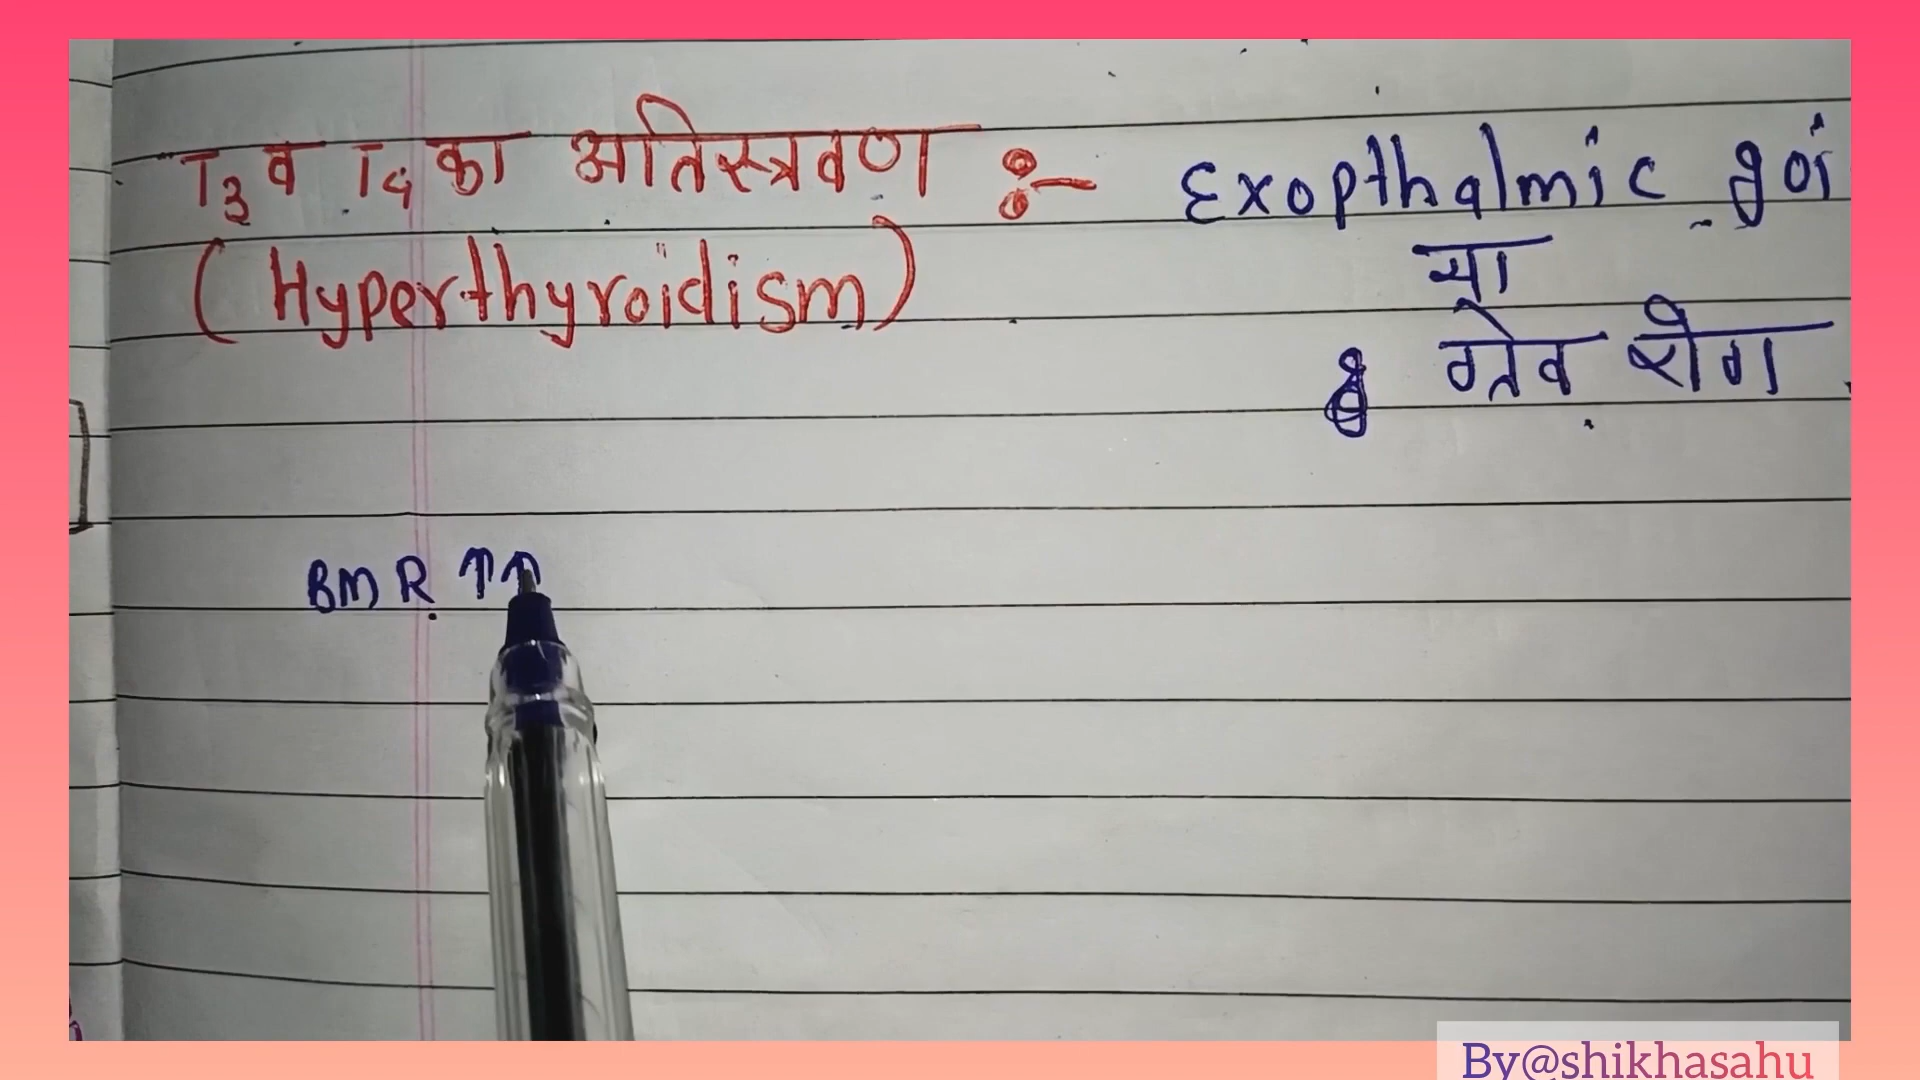 T3 व T4 का अतिस्त्रवण :- Exopthalmic goi
(Hyperthyroidism)
या
ग्रेव रोग
BMR ↑↑
By@shikhasahu